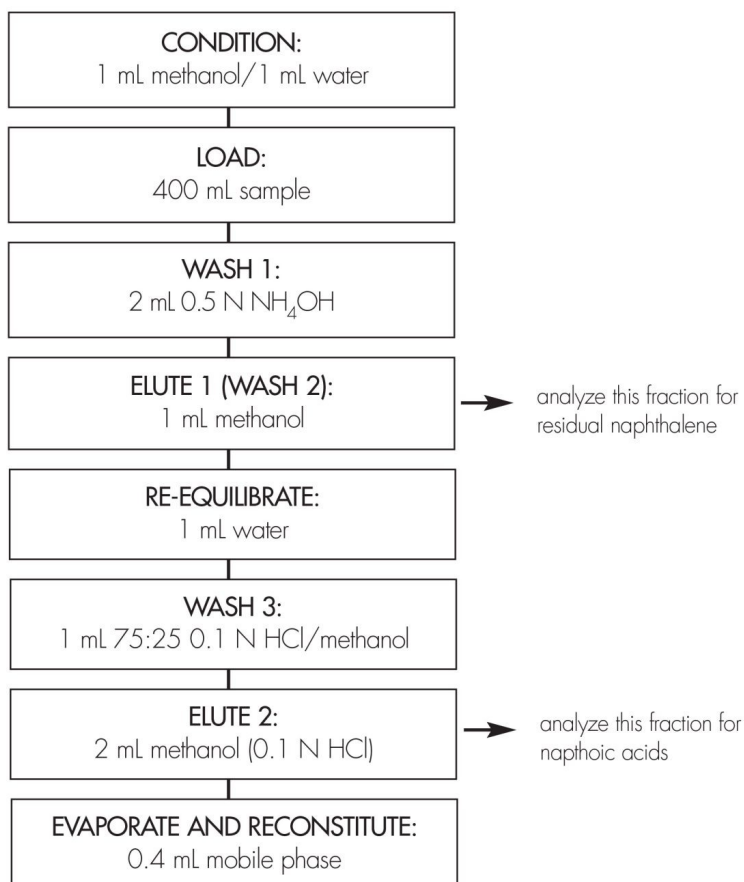 CONDITION:
1 mL methanol/1 mL water
LOAD:
400 mL sample
WASH 1:
2 mL 0.5 N NH₄OH
ELUTE 1 (WASH 2):
1 mL methanol
analyze this fraction for
residual naphthalene
RE-EQUILIBRATE:
1 mL water
WASH 3:
1 mL 75:25 0.1 N HCl/methanol
ELUTE 2:
2 mL methanol (0.1 N HCl)
analyze this fraction for
napthoic acids
EVAPORATE AND RECONSTITUTE:
0.4 mL mobile phase